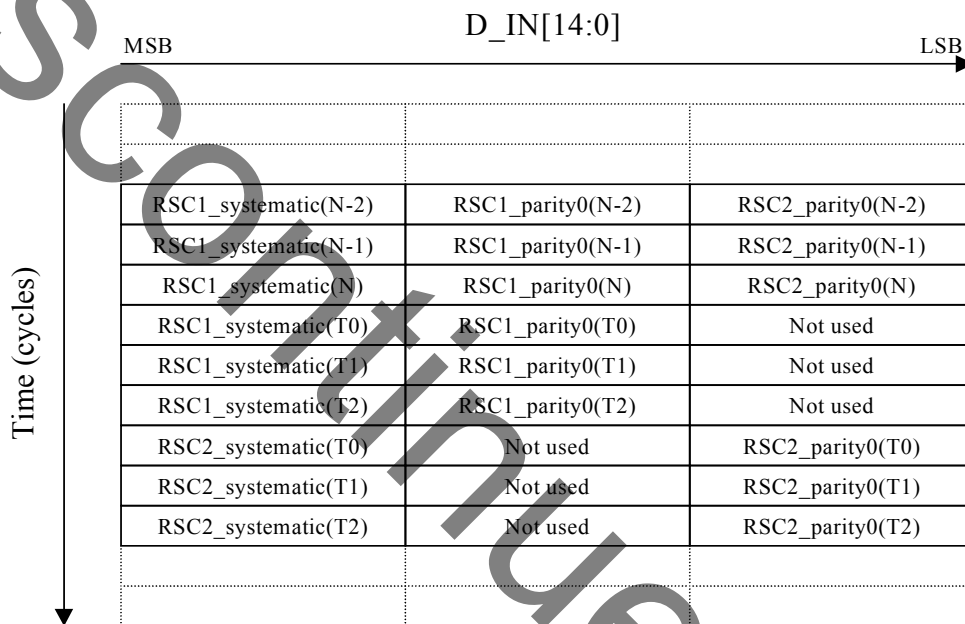 D_IN[14:0]
MSB LSB
RSC1_systematic(N-2) RSC1_parity0(N-2) RSC2_parity0(N-2)
RSC1_systematic(N-1) RSC1_parity0(N-1) RSC2_parity0(N-1)
RSC1_systematic(N) RSC1_parity0(N) RSC2_parity0(N)
RSC1_systematic(T0) RSC1_parity0(T0) Not used
RSC1_systematic(T1) RSC1_parity0(T1) Not used
RSC1_systematic(T2) RSC1_parity0(T2) Not used
RSC2_systematic(T0) Not used RSC2_parity0(T0)
RSC2_systematic(T1) Not used RSC2_parity0(T1)
RSC2_systematic(T2) Not used RSC2_parity0(T2)
Time (cycles)
scontinue